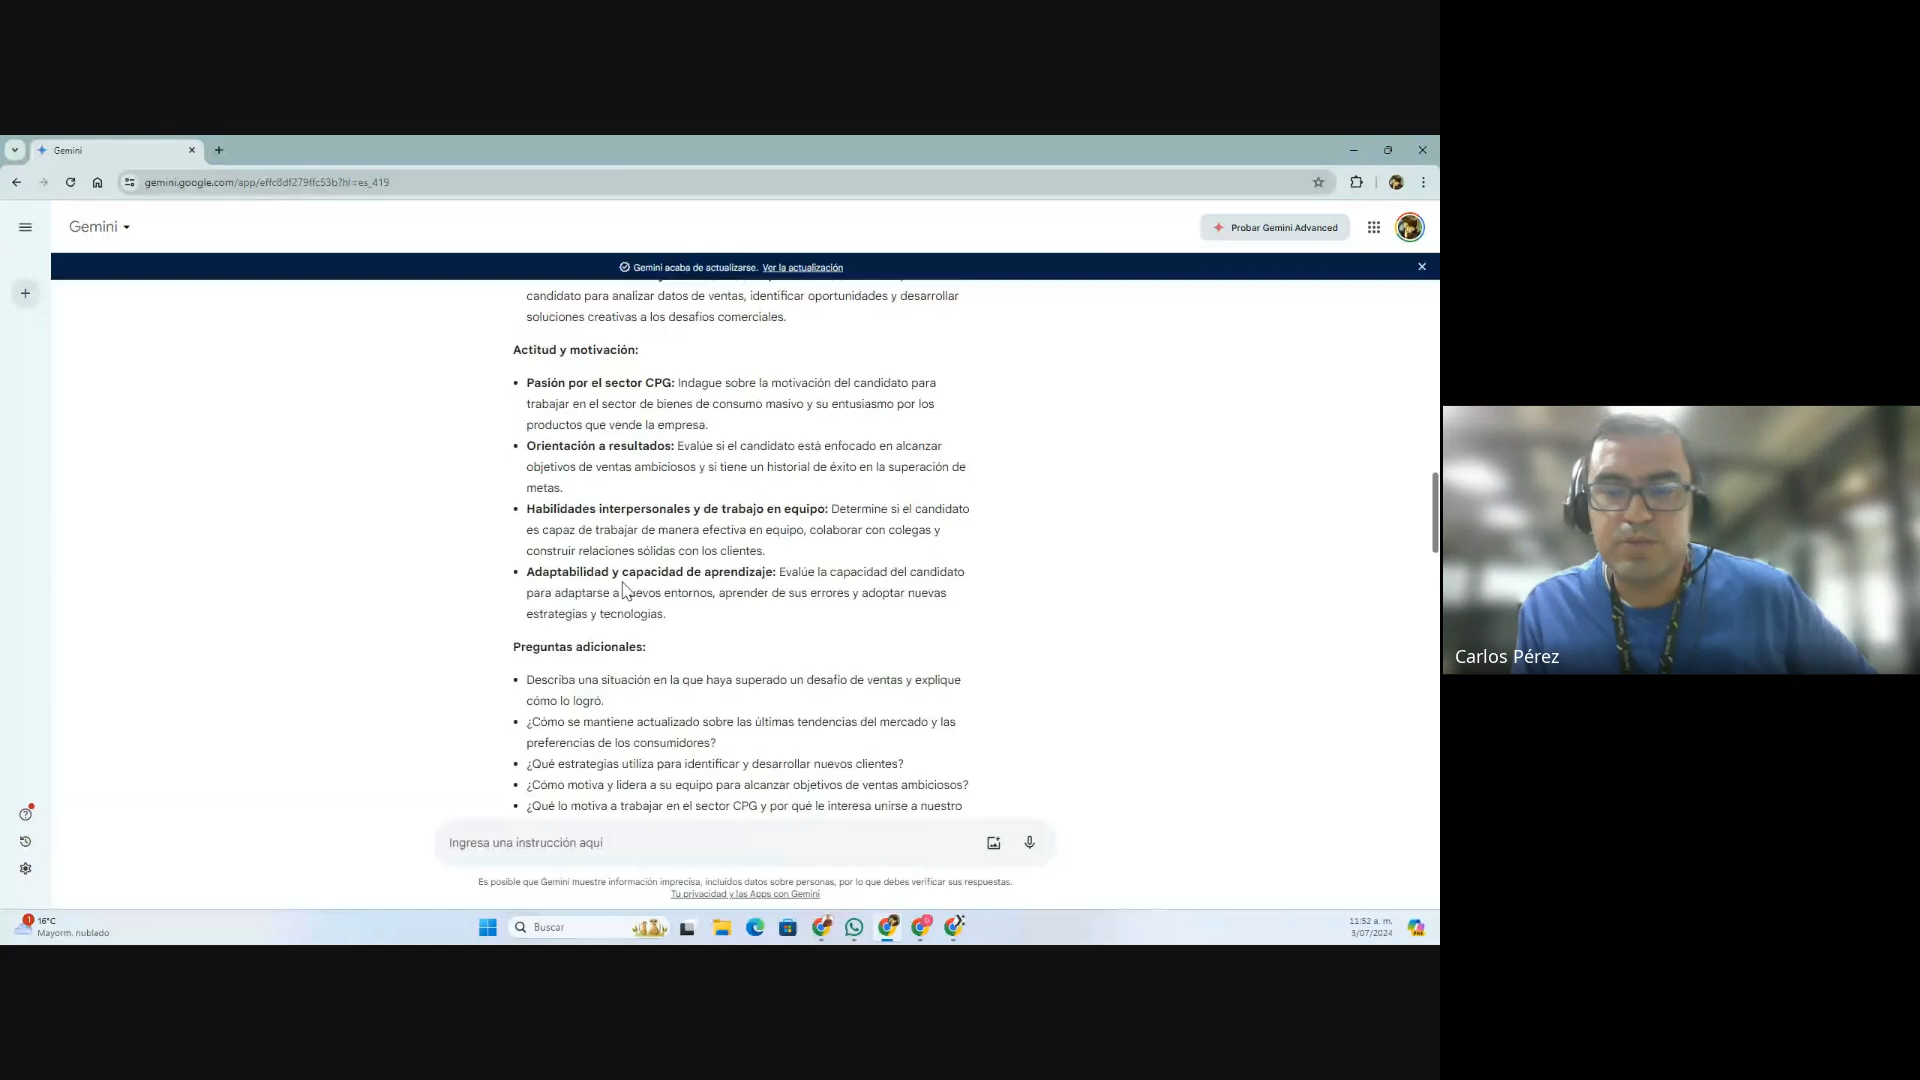 Gemini
gemini.google.com/app/effc8df279ffc53b?hl=es_419
Gemini
Probar Gemini Advanced
Gemini acaba de actualizarse. Ver la actualización
candidato para analizar datos de ventas, identificar oportunidades y desarrollar
soluciones creativas a los desafíos comerciales.
Actitud y motivación:
• Pasión por el sector CPG: Indague sobre la motivación del candidato para
trabajar en el sector de bienes de consumo masivo y su entusiasmo por los
productos que vende la empresa.
• Orientación a resultados: Evalúe si el candidato está enfocado en alcanzar
objetivos de ventas ambiciosos y si tiene un historial de éxito en la superación de
metas.
• Habilidades interpersonales y de trabajo en equipo: Determine si el candidato
es capaz de trabajar de manera efectiva en equipo, colaborar con colegas y
construir relaciones sólidas con los clientes.
• Adaptabilidad y capacidad de aprendizaje: Evalúe la capacidad del candidato
para adaptarse a nuevos entornos, aprender de sus errores y adoptar nuevas
estrategias y tecnologías.
Preguntas adicionales:
• Describa una situación en la que haya superado un desafío de ventas y explique
cómo lo logró.
• ¿Cómo se mantiene actualizado sobre las últimas tendencias del mercado y las
preferencias de los consumidores?
• ¿Qué estrategias utiliza para identificar y desarrollar nuevos clientes?
• ¿Cómo motiva y lidera a su equipo para alcanzar objetivos de ventas ambiciosos?
• ¿Qué lo motiva a trabajar en el sector CPG y por qué le interesa unirse a nuestro
Ingresa una instrucción aquí
Es posible que Gemini muestre información imprecisa, incluidos datos sobre personas, por lo que debes verificar sus respuestas.
Tu privacidad y las Apps con Gemini
1
16°C
Mayorm. nublado
Buscar
11:52 a. m.
3/07/2024
Carlos Pérez